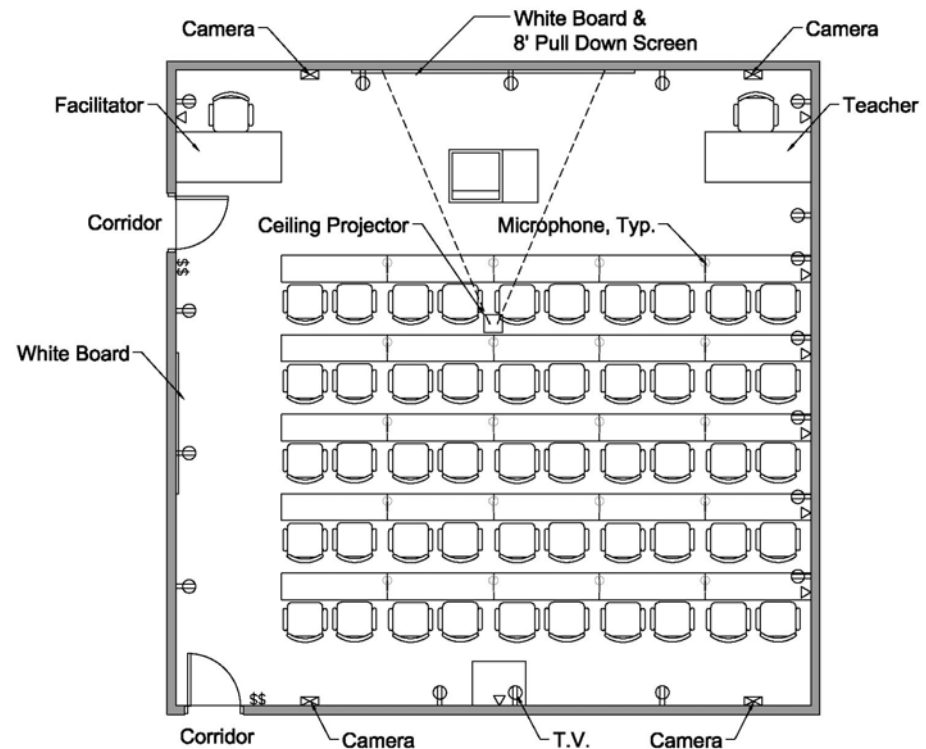 White Board &
8' Pull Down Screen
Camera
Camera
Facilitator
Teacher
Corridor
Ceiling Projector
Microphone, Typ.
$$
White Board
$$
Corridor
Camera
T.V.
Camera